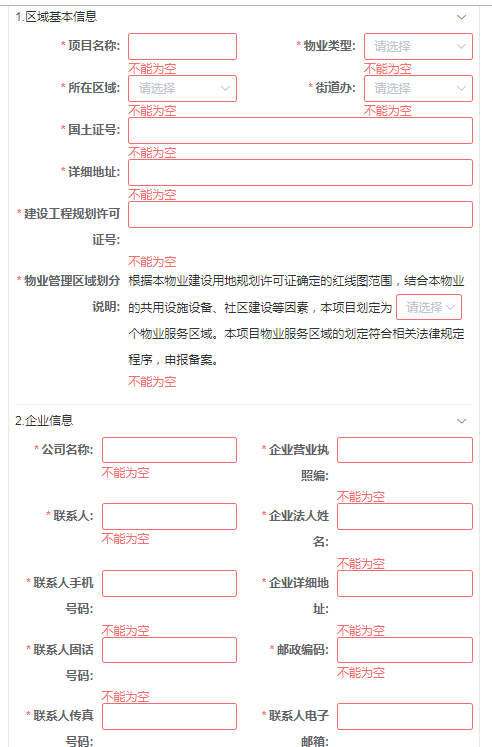 1.区域基本信息
*项目名称: *物业类型: 请选择
不能为空 不能为空
*所在区域: 请选择 *街道办: 请选择
不能为空 不能为空
*国土证号:
不能为空
*详细地址:
不能为空
*建设工程规划许可
证号:
不能为空
*物业管理区域划分 根据本物业建设用地规划许可证确定的红线图范围，结合本物业
说明: 的共用设施设备、社区建设等因素，本项目划定为 请选择
个物业服务区域。本项目物业服务区域的划定符合相关法律规定
程序，申报备案。
不能为空
2.企业信息
*公司名称: *企业营业执
不能为空 照编:
不能为空
*联系人: *企业法人姓
不能为空 名:
不能为空
*联系人手机 *企业详细地
号码: 址:
不能为空 不能为空
*联系人固话 *邮政编码:
号码: 不能为空
不能为空
*联系人传真 *联系人电子
号码: 邮箱: